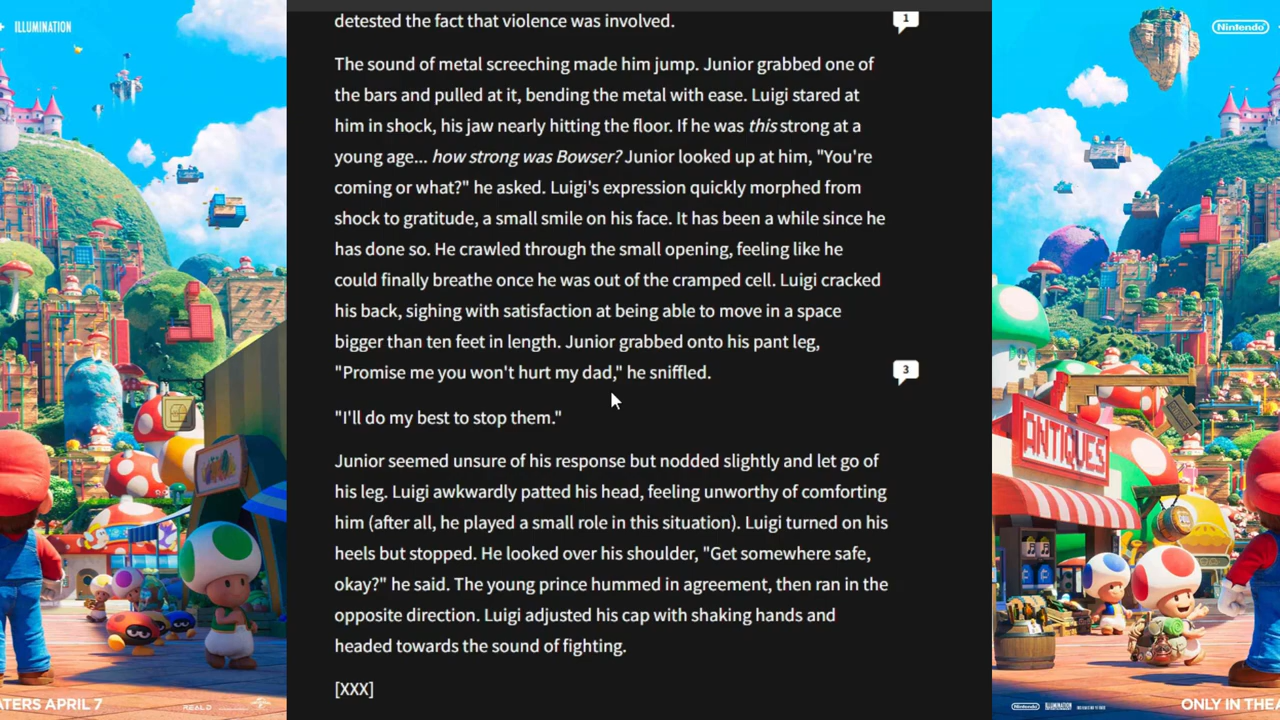 ILLUMINATION
Nintendo
detested the fact that violence was involved.
1
The sound of metal screeching made him jump. Junior grabbed one of
the bars and pulled at it, bending the metal with ease. Luigi stared at
him in shock, his jaw nearly hitting the floor. If he was this strong at a
young age... how strong was Bowser? Junior looked up at him, "You're
coming or what?" he asked. Luigi's expression quickly morphed from
shock to gratitude, a small smile on his face. It has been a while since he
has done so. He crawled through the small opening, feeling like he
could finally breathe once he was out of the cramped cell. Luigi cracked
his back, sighing with satisfaction at being able to move in a space
bigger than ten feet in length. Junior grabbed onto his pant leg,
"Promise me you won't hurt my dad," he sniffled.
3
"I'll do my best to stop them."
Junior seemed unsure of his response but nodded slightly and let go of
his leg. Luigi awkwardly patted his head, feeling unworthy of comforting
him (after all, he played a small role in this situation). Luigi turned on his
heels but stopped. He looked over his shoulder, "Get somewhere safe,
okay?" he said. The young prince hummed in agreement, then ran in the
opposite direction. Luigi adjusted his cap with shaking hands and
headed towards the sound of fighting.
[XXX]
ANTIQUES
ATERS APRIL 7
REAL D
Nintendo
ILLUMINATION
ONLY IN THEA